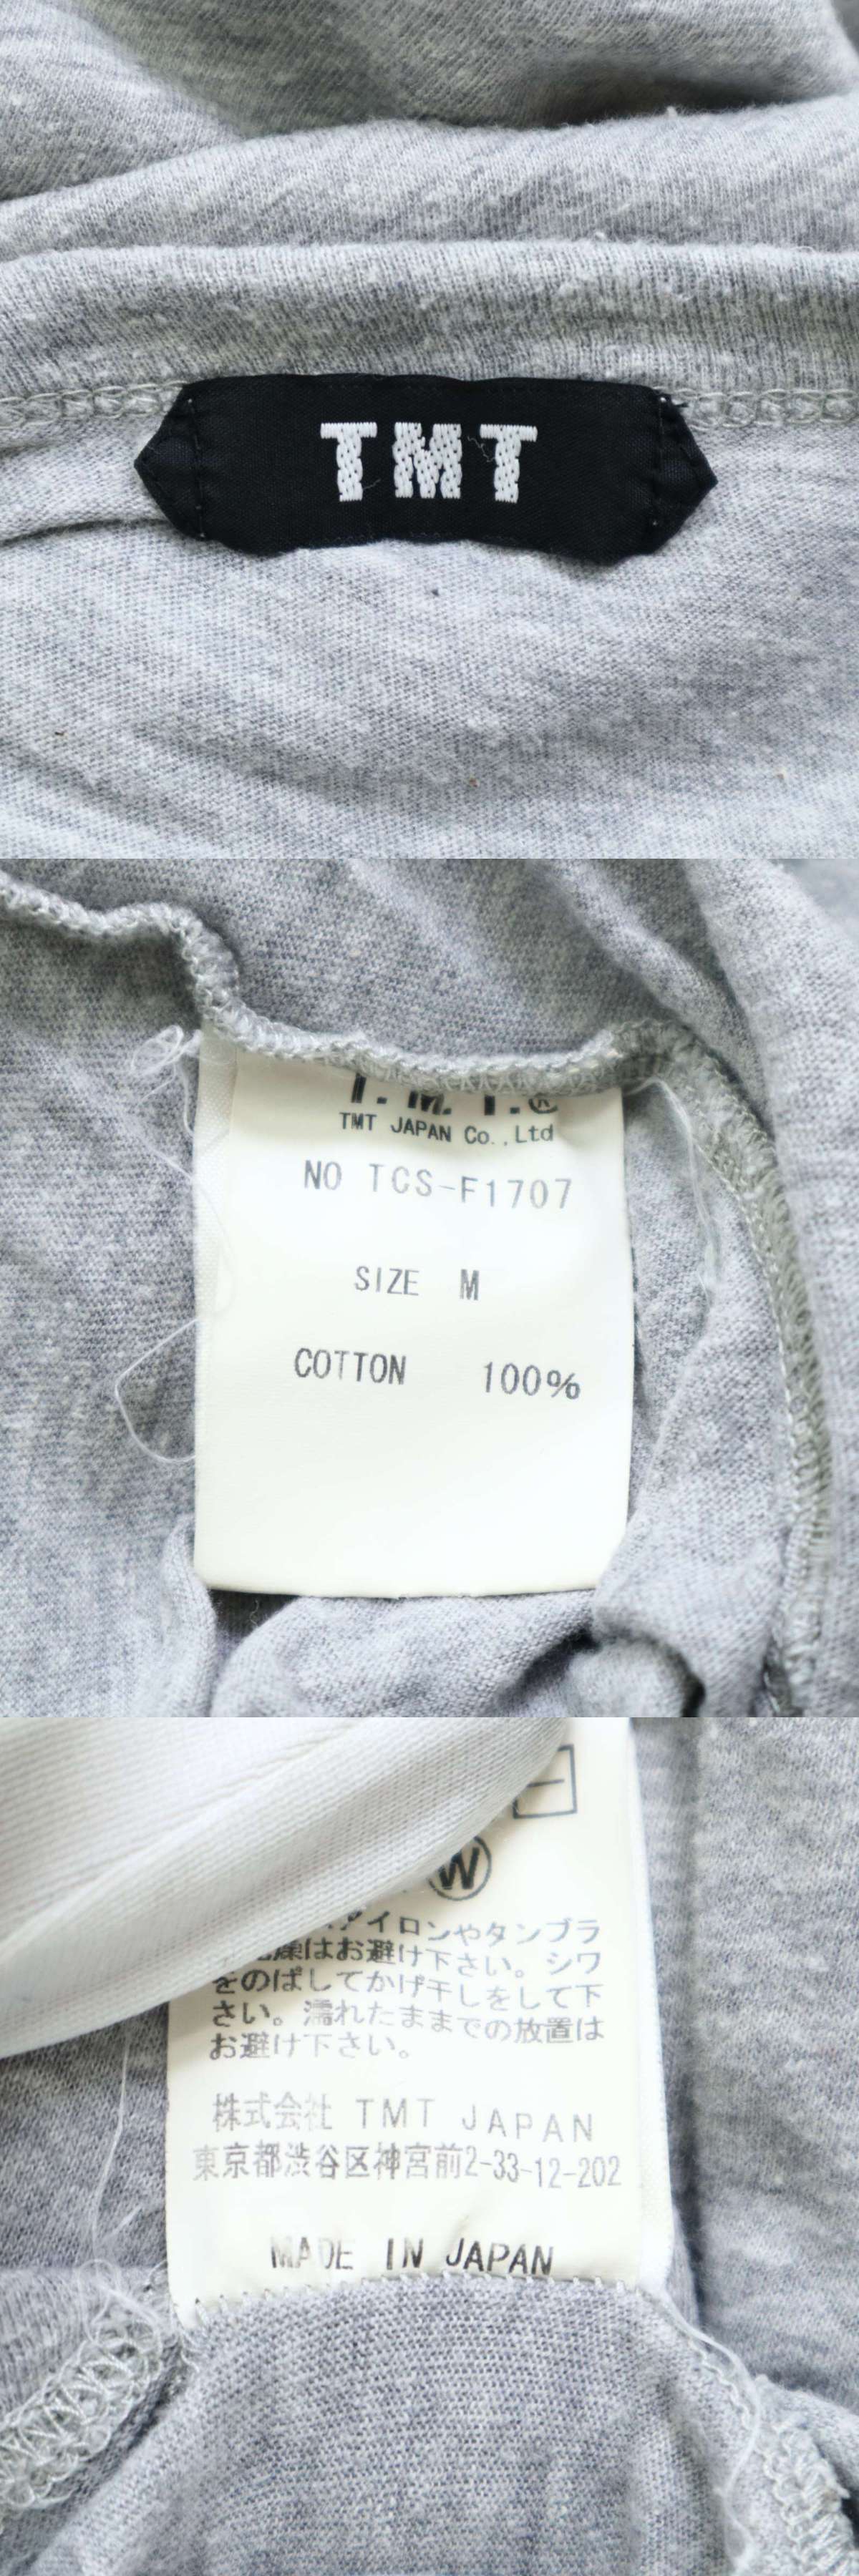 TMT
T.M.T.®
TMT JAPAN Co.,Ltd
NO TCS-F1707
SIZE M
COTTON 100%
W
アイロンやタンブラ
燥はお避け下さい。シワ
をのばしてかげ干しをして下
さい。濡れたままでの放置は
お避け下さい。
株式会社 TMT JAPAN
東京都渋谷区神宮前2-33-12-202
MADE IN JAPAN